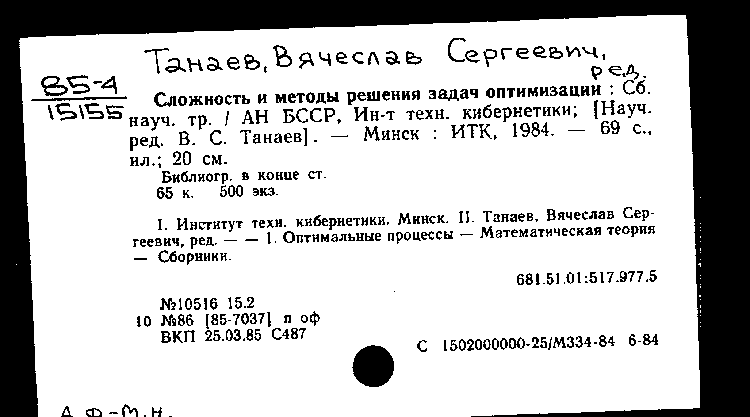 Танаев, Вячеслав Сергеевич,
ред.
85-4
15155
Сложность и методы решения задач оптимизации : Сб.
науч. тр. / АН БССР, Ин-т техн. кибернетики; [Науч.
ред. В. С. Танаев]. — Минск : ИТК, 1984. — 69 с.,
ил.; 20 см.
Библиогр. в конце ст.
65 к. 500 экз.
I. Институт техн. кибернетики. Минск. II. Танаев, Вячеслав Сер-
геевич, ред. — — 1. Оптимальные процессы — Математическая теория
— Сборники.
681.51.01:517.977.5
№10516 15.2
10 №86 [85-7037] п оф
ВКП 25.03.85 С487
С 1502000000-25/М334-84 6-84
А. Ф-М.Н.